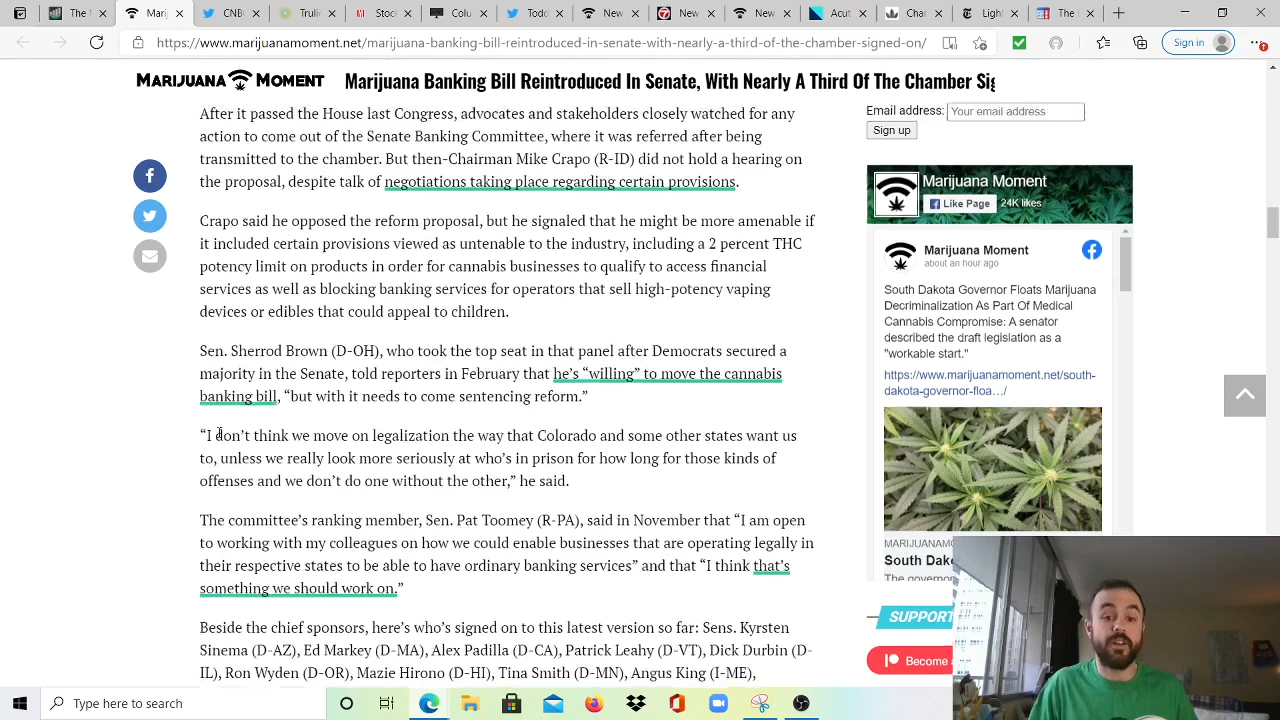 The
Marij
CNBC
Truli
Stoc
Cohr
Todd
New
New
New
Acti
Char
Light
The
Sign in
https://www.marijuanamoment.net/marijuana-banking-bill-reintroduced-in-senate-with-nearly-a-third-of-the-chamber-signed-on/
MARIJUANA MOMENT
Marijuana Banking Bill Reintroduced In Senate, With Nearly A Third Of The Chamber Sig
After it passed the House last Congress, advocates and stakeholders closely watched for any
action to come out of the Senate Banking Committee, where it was referred after being
transmitted to the chamber. But then-Chairman Mike Crapo (R-ID) did not hold a hearing on
the proposal, despite talk of negotiations taking place regarding certain provisions.
Crapo said he opposed the reform proposal, but he signaled that he might be more amenable if
it included certain provisions viewed as untenable to the industry, including a 2 percent THC
potency limit on products in order for cannabis businesses to qualify to access financial
services as well as blocking banking services for operators that sell high-potency vaping
devices or edibles that could appeal to children.
Sen. Sherrod Brown (D-OH), who took the top seat in that panel after Democrats secured a
majority in the Senate, told reporters in February that he’s “willing” to move the cannabis
banking bill, “but with it needs to come sentencing reform.”
“I don’t think we move on legalization the way that Colorado and some other states want us
to, unless we really look more seriously at who’s in prison for how long for those kinds of
offenses and we don’t do one without the other,” he said.
The committee’s ranking member, Sen. Pat Toomey (R-PA), said in November that “I am open
to working with my colleagues on how we could enable businesses that are operating legally in
their respective states to be able to have ordinary banking services” and that “I think that’s
something we should work on.”
Beside the chief sponsors, here’s who’s signed on to this latest version so far: Sens. Kyrsten
Sinema (D-AZ), Ed Markey (D-MA), Alex Padilla (D-CA), Patrick Leahy (D-VT), Dick Durbin (D-
IL), Ron Wyden (D-OR), Mazie Hirono (D-HI), Tina Smith (D-MN), Angus King (I-ME),
Email address: Your email address
Sign up
Marijuana Moment
Like Page 24K likes
Marijuana Moment
about an hour ago
South Dakota Governor Floats Marijuana
Decriminalization As Part Of Medical
Cannabis Compromise: A senator
described the draft legislation as a
"workable start."
https://www.marijuanamoment.net/south-
dakota-governor-floa…/
MARIJUANAMO
South Dak
The governor
SUPPORT
Become
Type here to search